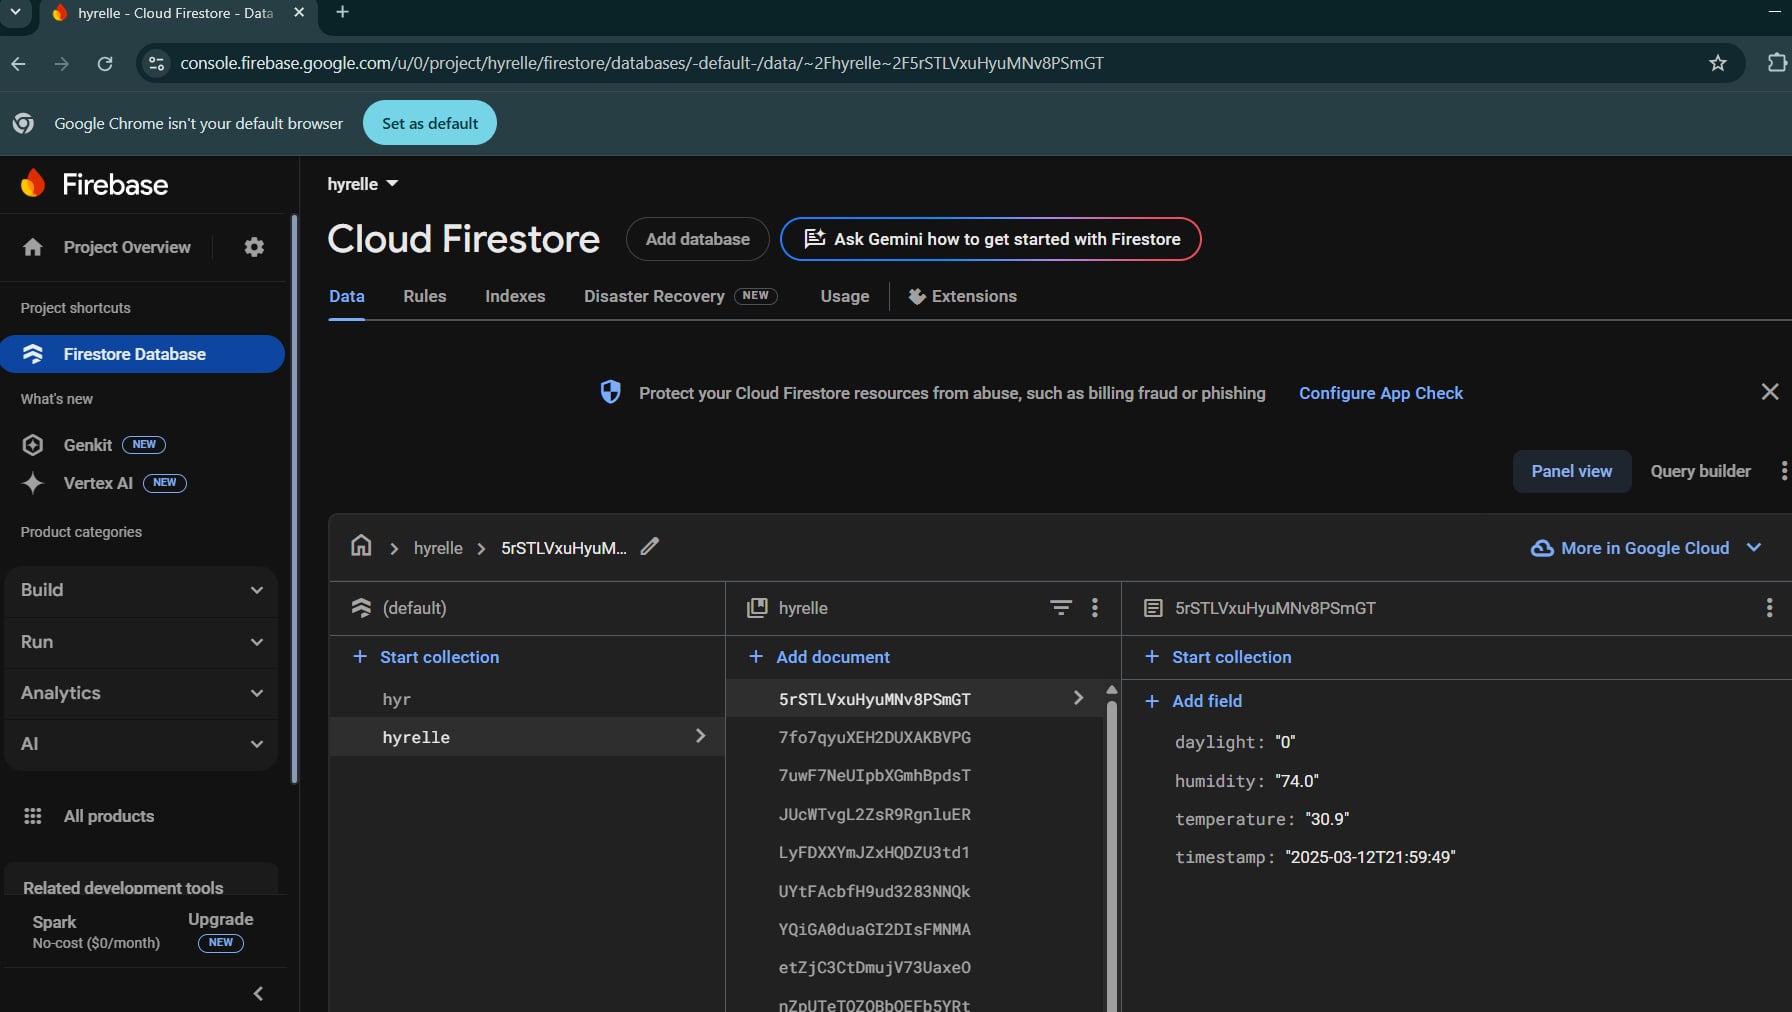 hyrelle - Cloud Firestore - Data
console.firebase.google.com/u/0/project/hyrelle/firestore/databases/-default-/data/~2Fhyrelle~2F5rSTLVxuHyuMNv8PSmGT
Google Chrome isn't your default browser
Set as default
Firebase
Project Overview
Project shortcuts
Firestore Database
What's new
Genkit NEW
Vertex AI NEW
Product categories
Build
Run
Analytics
AI
All products
Related development tools
Spark
No-cost ($0/month)
Upgrade
NEW
hyrelle
Cloud Firestore
Add database
Ask Gemini how to get started with Firestore
Data Rules Indexes Disaster Recovery NEW Usage Extensions
Protect your Cloud Firestore resources from abuse, such as billing fraud or phishing Configure App Check
Panel view Query builder
hyrelle 5rSTLVxuHyuM...
More in Google Cloud
(default)
Start collection
hyr
hyrelle
hyrelle
Add document
5rSTLVxuHyuMNv8PSmGT
7fo7qyuXEH2DUXAKBVPG
7uwF7NeUIpbXGmhBpdsT
JUcWTvgL2ZsR9RgnluER
LyFDXXYmJZxHQDZU3td1
UYtFAcbfH9ud3283NNQk
YQiGA0duaGI2DIsFMNMA
etZjC3CtDmujV73UaxeO
5rSTLVxuHyuMNv8PSmGT
Start collection
Add field
daylight: "0"
humidity: "74.0"
temperature: "30.9"
timestamp: "2025-03-12T21:59:49"